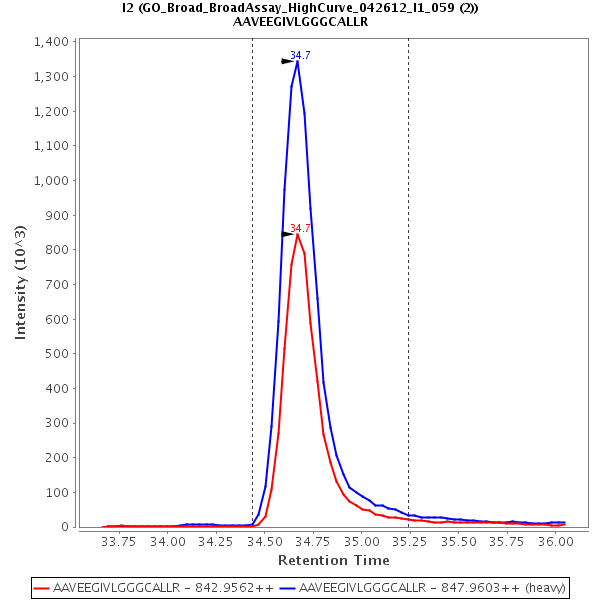 I2 (GO_Broad_BroadAssay_HighCurve_042612_I1_059 (2))
AAVEEGIVLGGGCALLR
1,400
1,300
1,200
1,100
1,000
900
800
700
600
500
400
300
200
100
0
Intensity (10^3)
34.7
34.7
33.75 34.00 34.25 34.50 34.75 35.00 35.25 35.50 35.75 36.00
Retention Time
AAVEEGIVLGGGCALLR - 842.9562++ AAVEEGIVLGGGCALLR - 847.9603++ (heavy)